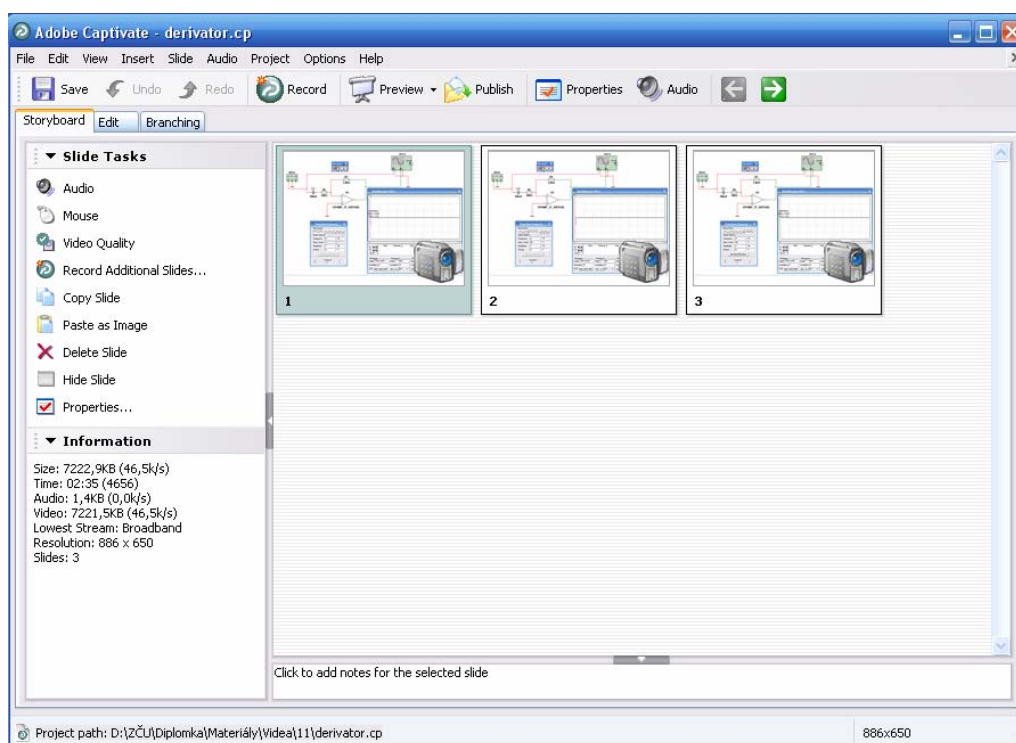 Adobe Captivate - derivator.cp
File Edit View Insert Slide Audio Project Options Help
Save Undo Redo Record Preview Publish Properties Audio
Storyboard Edit Branching
Slide Tasks
Audio
Mouse
Video Quality
Record Additional Slides...
Copy Slide
Paste as Image
Delete Slide
Hide Slide
Properties...
Information
Size: 7222,9KB (46,5k/s)
Time: 02:35 (4656)
Audio: 1,4KB (0,0k/s)
Video: 7221,5KB (46,5k/s)
Lowest Stream: Broadband
Resolution: 886 x 650
Slides: 3
1 2 3
Click to add notes for the selected slide
Project path: D:\ZČU\Diplomka\Materiály\Videa\11\derivator.cp 886x650